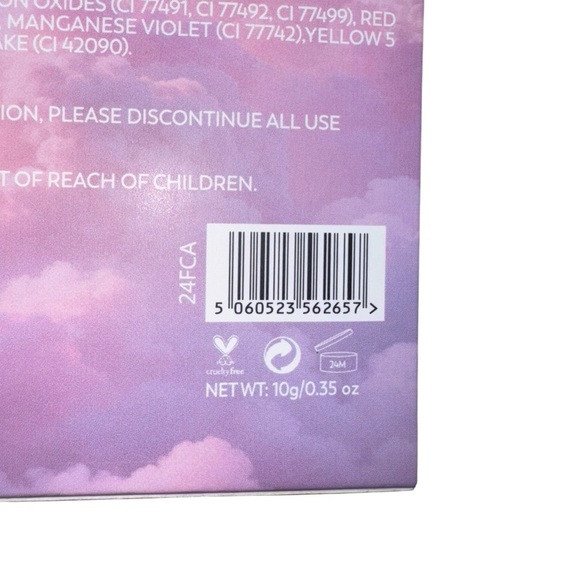 ON OXIDES (CI 77491, CI 77492, CI 77499), RED
, MANGANESE VIOLET (CI 77742),YELLOW 5
AKE (CI 42090).
ION, PLEASE DISCONTINUE ALL USE
T OF REACH OF CHILDREN.
24FCA
5 060523 562657 >
crueltyfree
24M
NET WT: 10g/0.35 oz